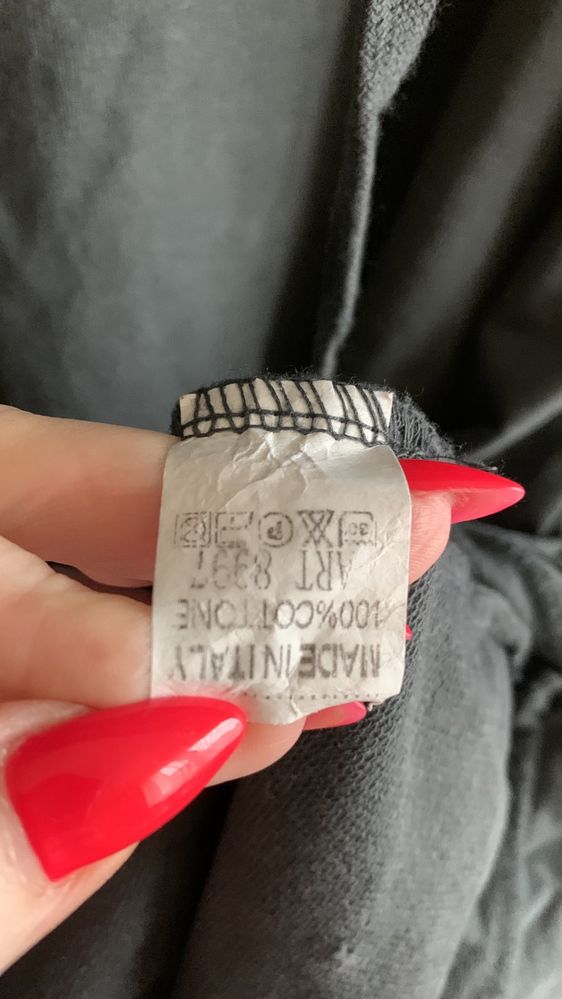 MADE IN ITALY
100%COTTONE
ART 8397
30 P